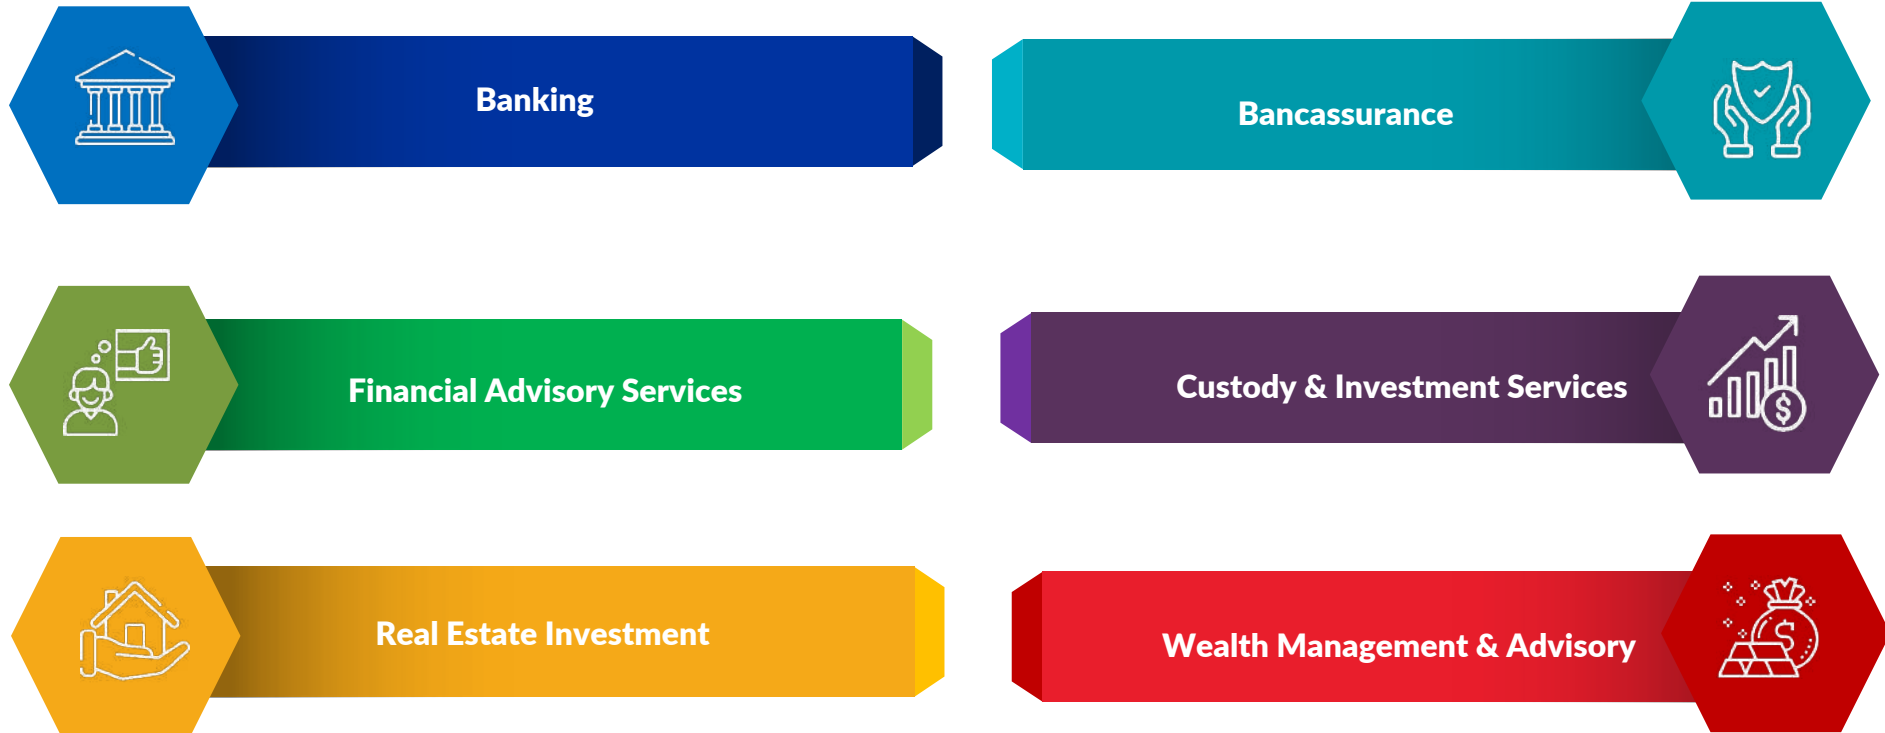 Banking
Bancassurance
Financial Advisory Services
Custody & Investment Services
Real Estate Investment
Wealth Management & Advisory